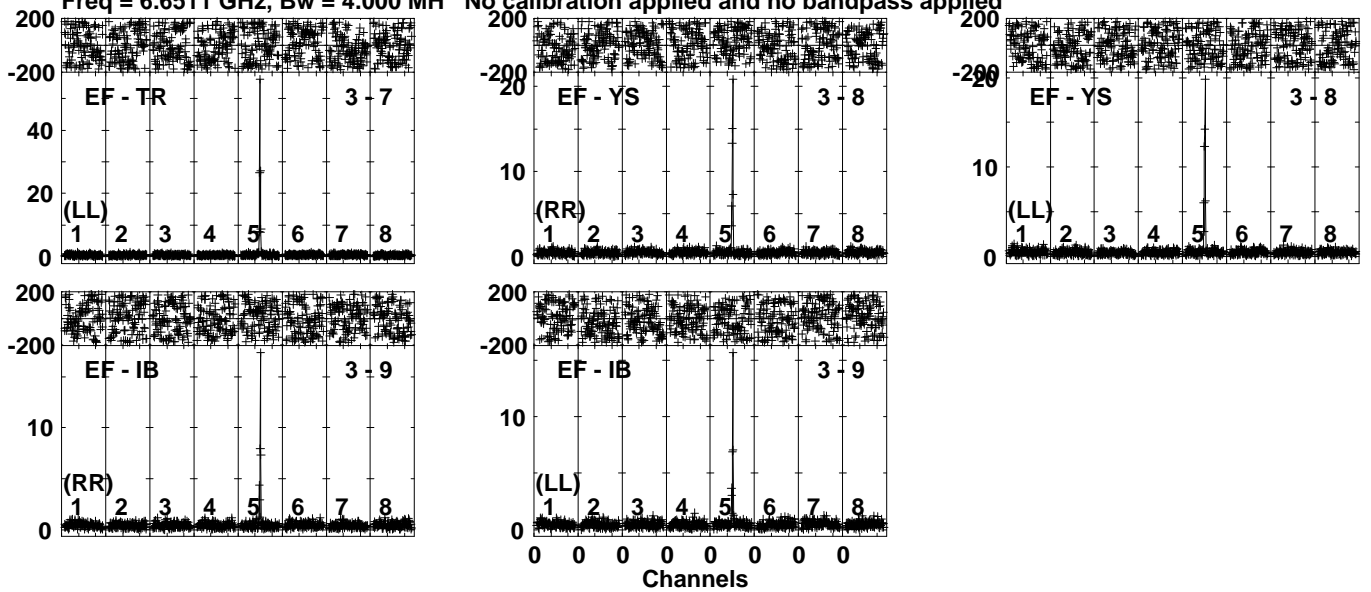 Freq = 6.6511 GHz, Bw = 4.000 MH No calibration applied and no bandpass applied
200
-200
EF - TR 3 - 7
40
20
0
(LL)
1 2 3 4 5 6 7 8
200
-200
20
EF - YS 3 - 8
10
0
(RR)
1 2 3 4 5 6 7 8
200
-200
20
EF - YS 3 - 8
10
0
(LL)
1 2 3 4 5 6 7 8
200
-200
EF - IB 3 - 9
10
0
(RR)
1 2 3 4 5 6 7 8
200
-200
EF - IB 3 - 9
10
0
(LL)
1 2 3 4 5 6 7 8
0 0 0 0 0 0 0 0
Channels